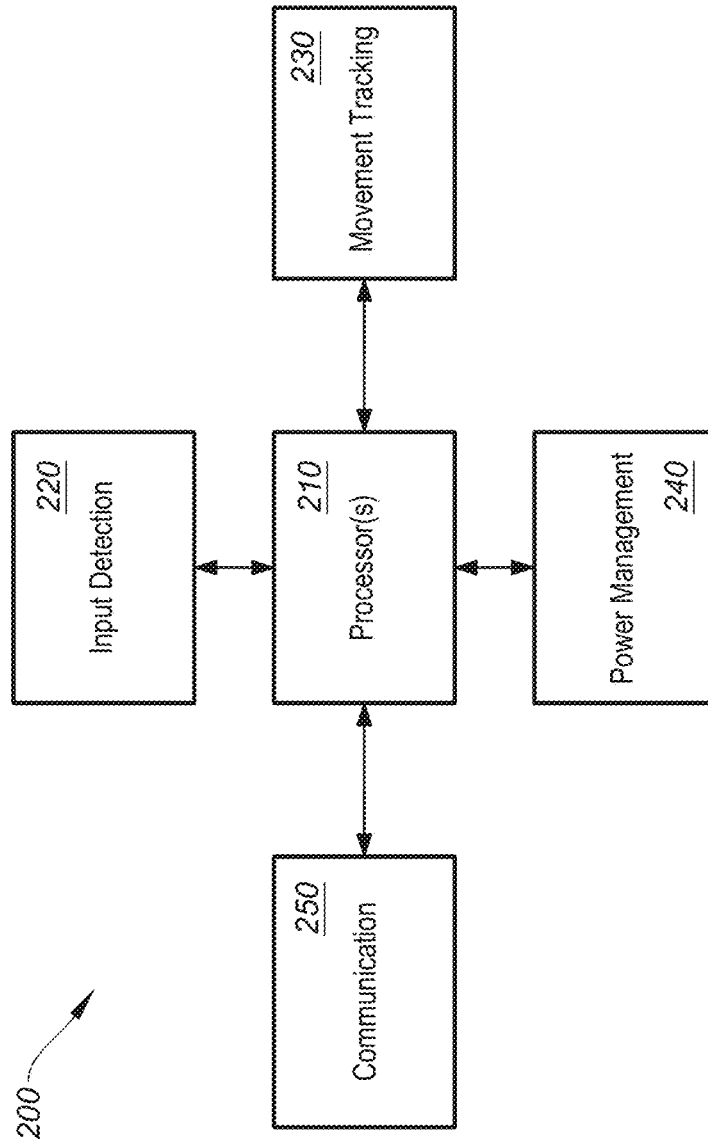 200
220
Input Detection
250
Communication
210
Processor(s)
230
Movement Tracking
Power Management
240